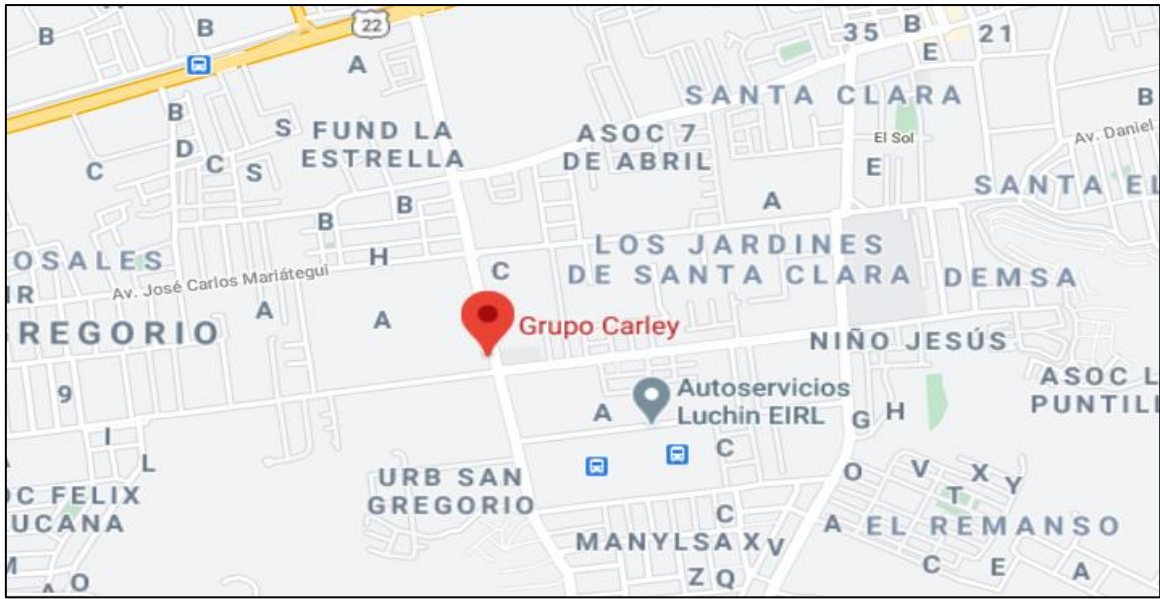 22
B
B
35
B
21
E
A
SANTA CLARA
B
B
S
FUND LA
ESTRELLA
ASOC 7
DE ABRIL
El Sol
Av. Daniel
D
C
S
C
E
SANTA EL
B
B
A
OSALES
H
LOS JARDINES
DE SANTA CLARA
C
DEMSA
IR
Av. José Carlos Mariátegui
A
A
REGORIO
Grupo Carley
NIÑO JESÚS
9
Autoservicios
Luchin EIRL
ASOC L
PUNTILL
A
G
H
I
L
C
URB SAN
GREGORIO
O
V
X
Y
T
OC FELIX
UCANA
C
A
EL REMANSO
MANYLSA
X
V
M
A
O
Z
Q
C
E
A